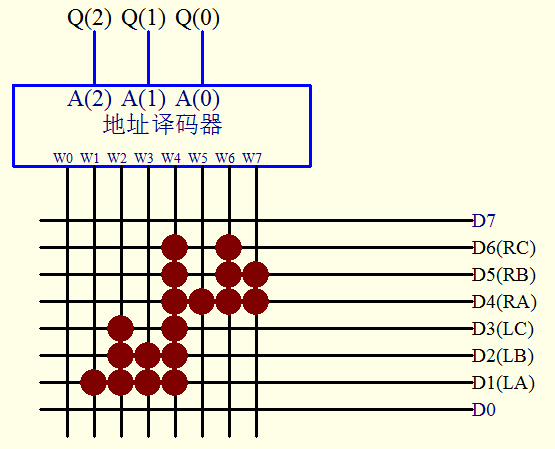 Q(2) Q(1) Q(0)
A(2) A(1) A(0)
地址译码器
W0 W1 W2 W3 W4 W5 W6 W7
D7
D6(RC)
D5(RB)
D4(RA)
D3(LC)
D2(LB)
D1(LA)
D0